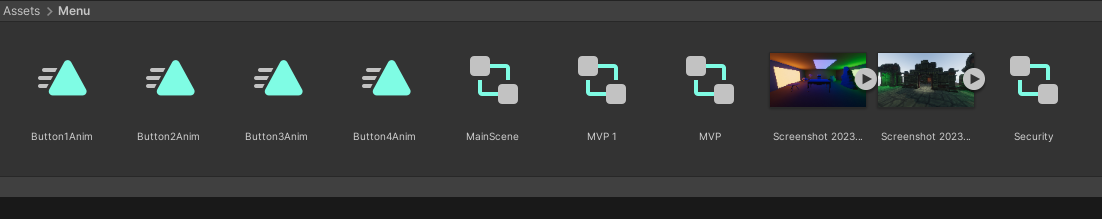 Assets > Menu
Button1Anim
Button2Anim
Button3Anim
Button4Anim
MainScene
MVP 1
MVP
Screenshot 2023...
Screenshot 2023...
Security